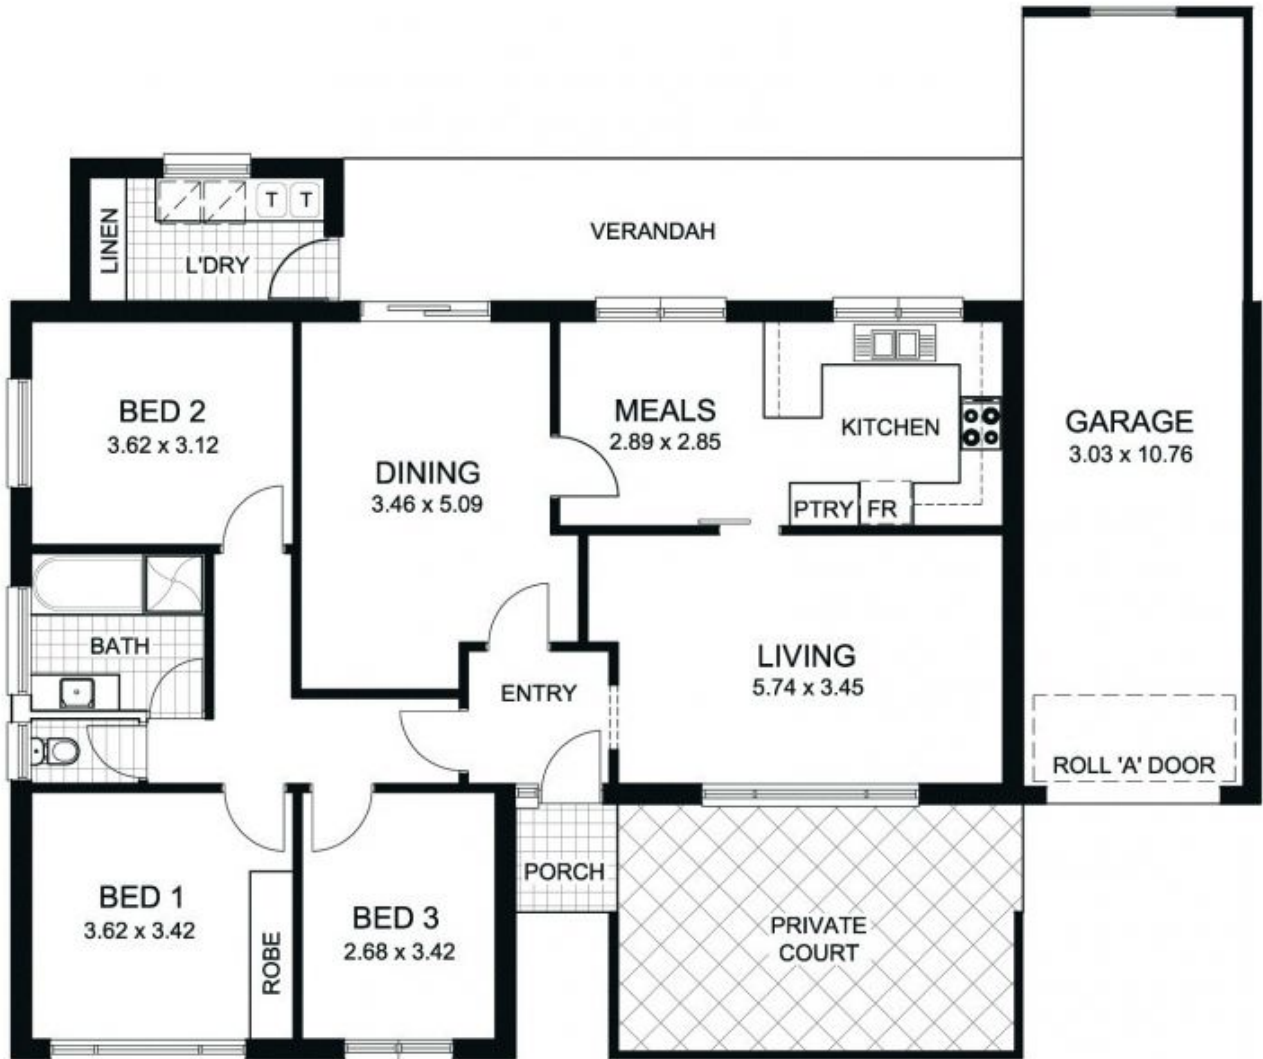 LINEN
T T
L'DRY
VERANDAH
BED 2
3.62 x 3.12
DINING
3.46 x 5.09
MEALS
2.89 x 2.85
KITCHEN
PTRY FR
GARAGE
3.03 x 10.76
BATH
ENTRY
LIVING
5.74 x 3.45
ROLL 'A' DOOR
BED 1
3.62 x 3.42
ROBE
BED 3
2.68 x 3.42
PORCH
PRIVATE
COURT